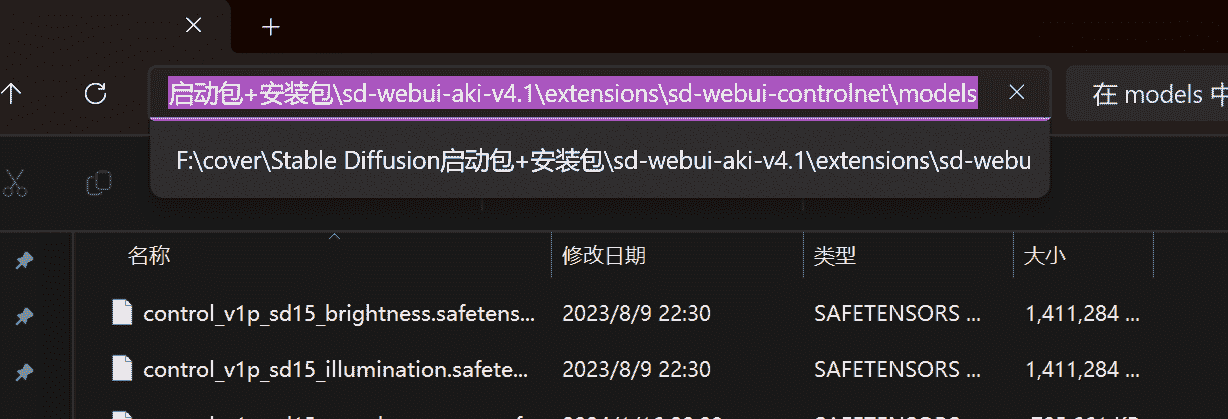 启动包+安装包\sd-webui-aki-v4.1\extensions\sd-webui-controlnet\models
在 models 中
F:\cover\Stable Diffusion启动包+安装包\sd-webui-aki-v4.1\extensions\sd-webu
名称 修改日期 类型 大小
control_v1p_sd15_brightness.safetens... 2023/8/9 22:30 SAFETENSORS ... 1,411,284 ...
control_v1p_sd15_illumination.safete... 2023/8/9 22:30 SAFETENSORS ... 1,411,284 ...